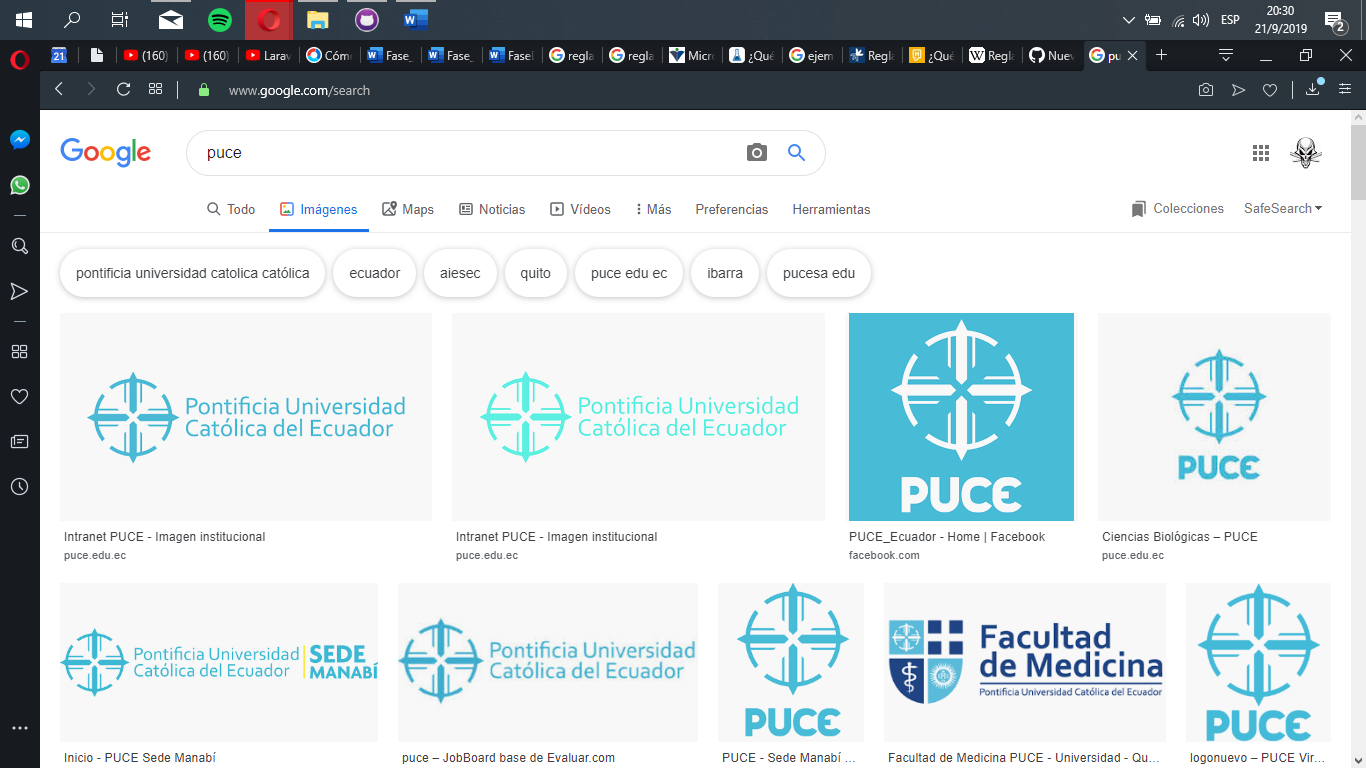 20:30
ESP
21/9/2019
2
21
(160)
(160)
Larav
Cómo
Fase_
Fase_
Fase
regla
regla
Micro
¿Qué
ejem
Regla
¿Qué
Regla
Nuev
pu
www.google.com/search
Google
puce
Todo
Imágenes
Maps
Noticias
Vídeos
Más
Preferencias
Herramientas
Colecciones
SafeSearch
pontificia universidad catolica católica
ecuador
aiesec
quito
puce edu ec
ibarra
pucesa edu
Pontificia Universidad
Católica del Ecuador
Pontificia Universidad
Católica del Ecuador
PUCE
PUCE
Intranet PUCE - Imagen institucional
puce.edu.ec
Intranet PUCE - Imagen institucional
puce.edu.ec
PUCE_Ecuador - Home | Facebook
facebook.com
Ciencias Biológicas – PUCE
puce.edu.ec
Pontificia Universidad
Católica del Ecuador
SEDE
MANABÍ
Pontificia Universidad
Católica del Ecuador
PUCE
Facultad
de Medicina
Pontificia Universidad Católica del Ecuador
PUCE
Inicio - PUCE Sede Manabí
puce – JobBoard base de Evaluar.com
PUCE - Sede Manabí ...
Facultad de Medicina PUCE - Universidad - Qu...
logonuevo – PUCE Vir...